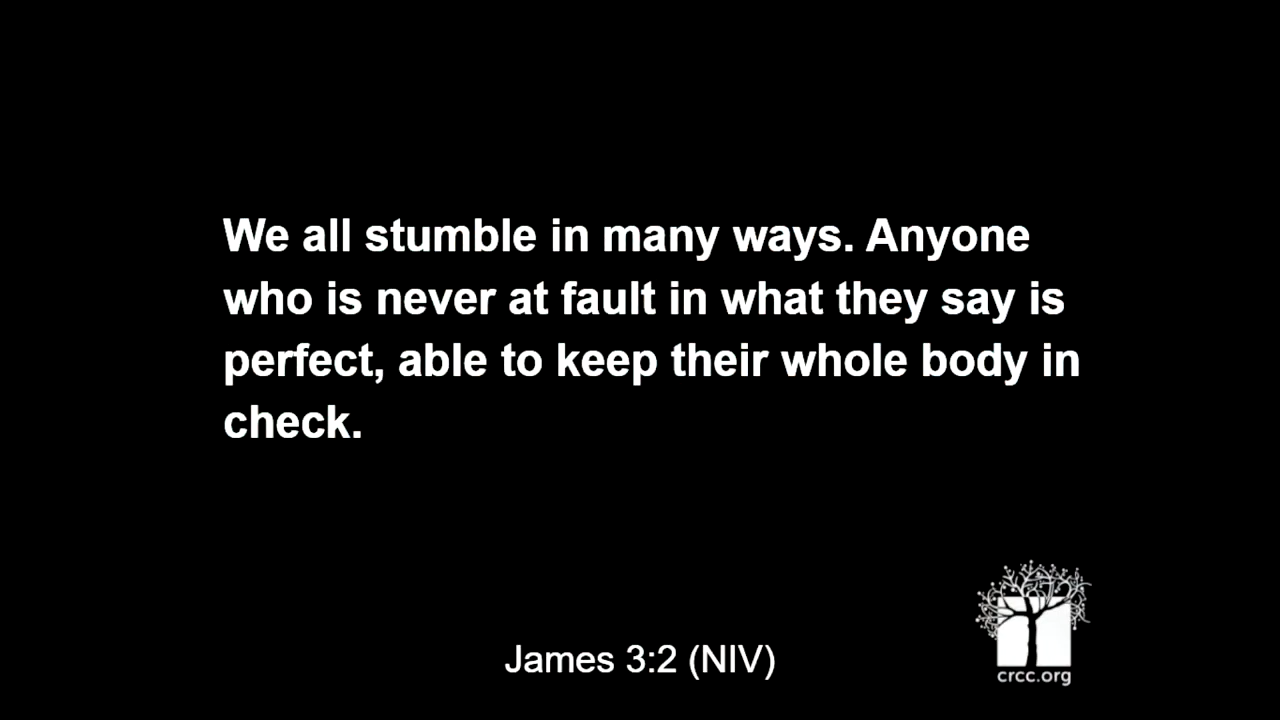 We all stumble in many ways. Anyone
who is never at fault in what they say is
perfect, able to keep their whole body in
check.
James 3:2 (NIV)
crcc.org